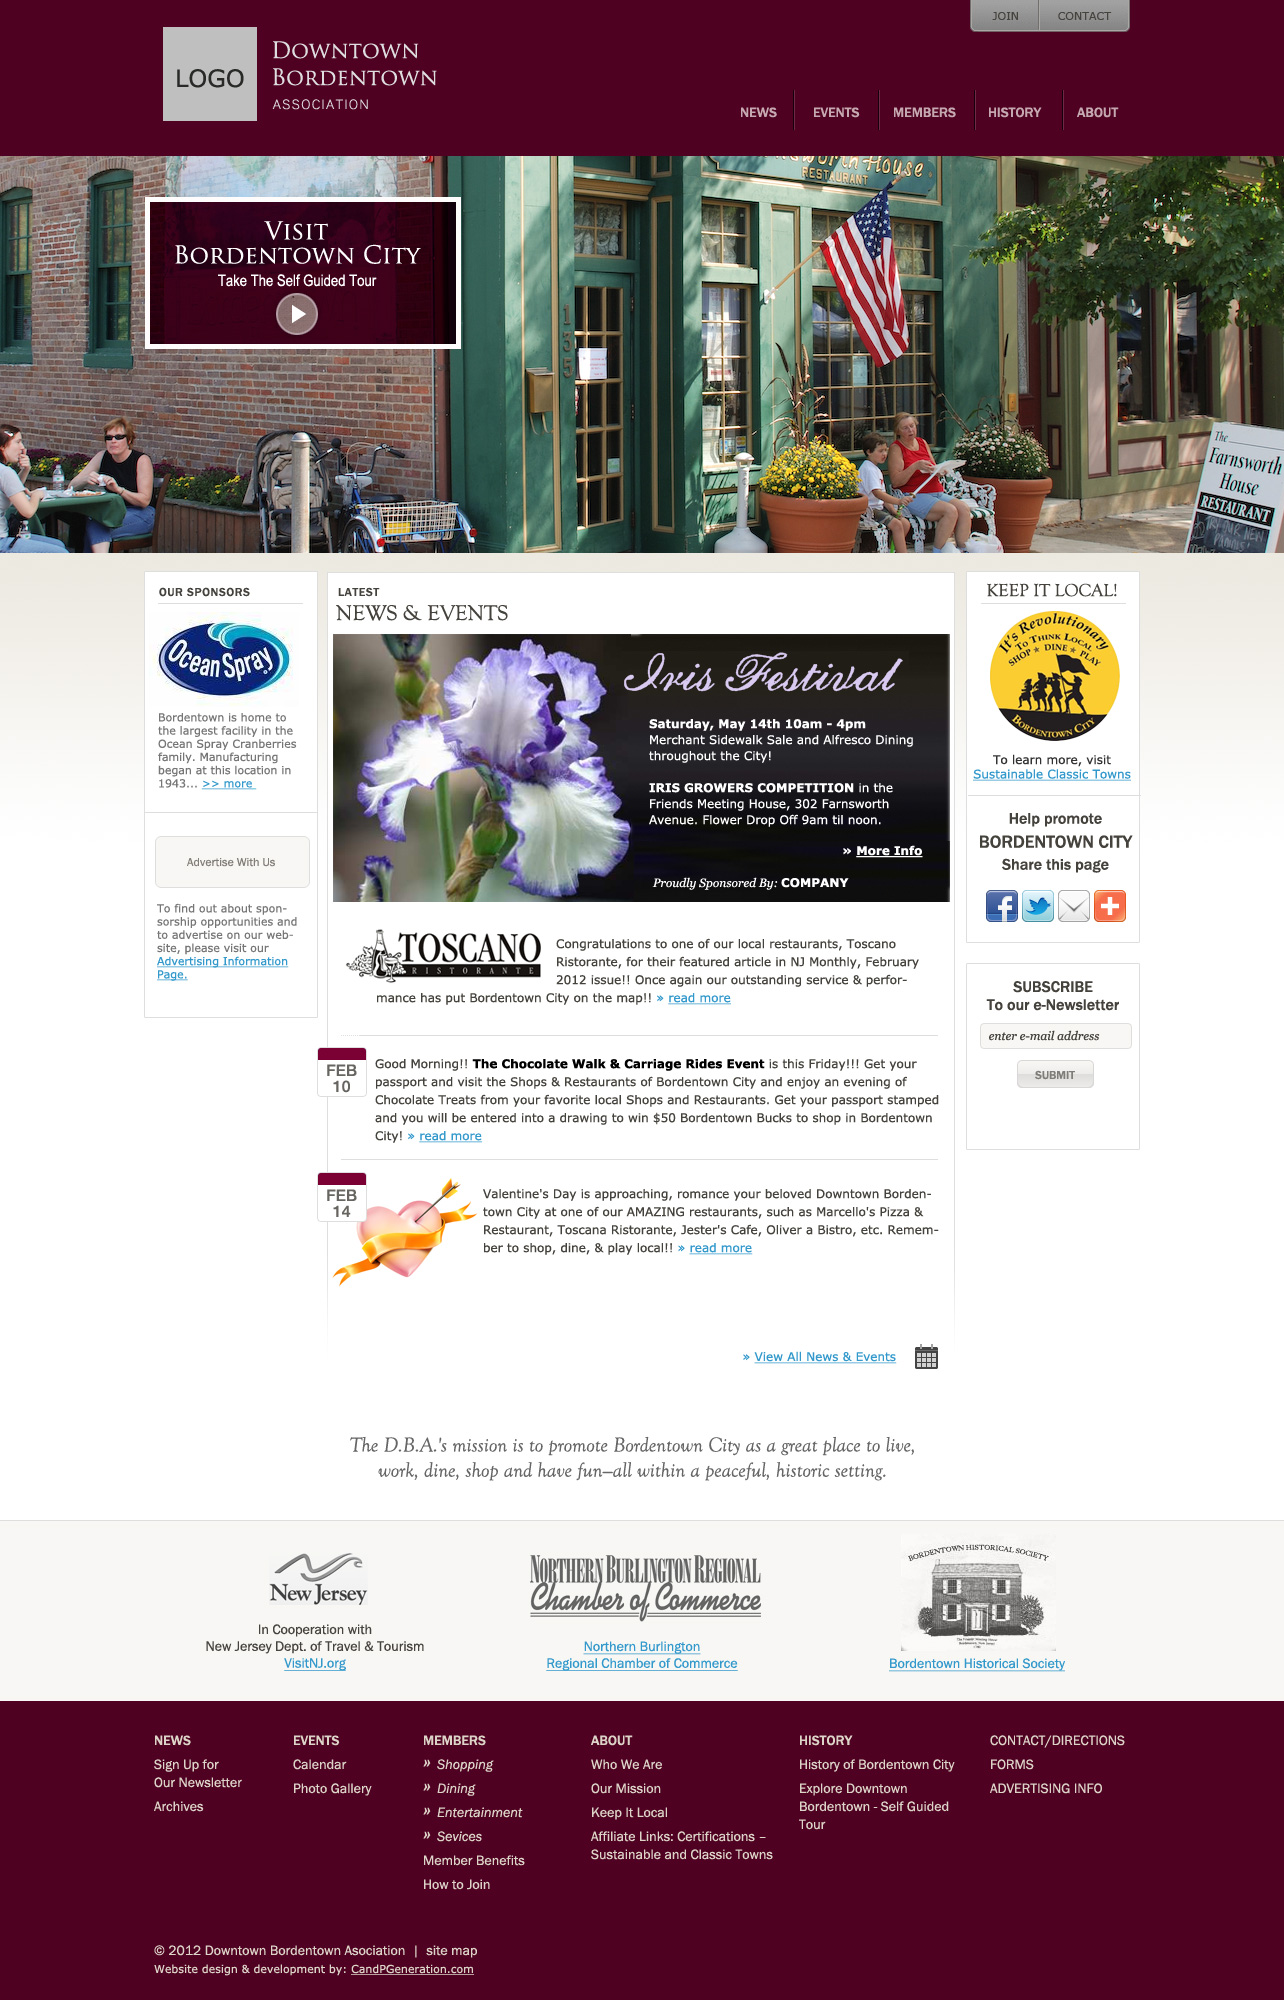 JOIN
CONTACT
LOGO
DOWNTOWN
BORDENTOWN
ASSOCIATION
NEWS
EVENTS
MEMBERS
HISTORY
ABOUT
House
RESTAURANT
VISIT
BORDENTOWN CITY
Take The Self Guided Tour
135
The
Farnsworth
House
RESTAURANT
OUR SPONSORS
Ocean Spray
Bordentown is home to
the largest facility in the
Ocean Spray Cranberries
family. Manufacturing
began at this location in
1943... >> more
Advertise With Us
To find out about spon-
sorship opportunities and
to advertise on our web-
site, please visit our
Advertising Information
Page.
LATEST
NEWS & EVENTS
Iris Festival
Saturday, May 14th 10am - 4pm
Merchant Sidewalk Sale and Alfresco Dining
throughout the City!
IRIS GROWERS COMPETITION in the
Friends Meeting House, 302 Farnsworth
Avenue. Flower Drop Off 9am til noon.
» More Info
Proudly Sponsored By: COMPANY
TOSCANO
RISTORANTE
Congratulations to one of our local restaurants, Toscano
Ristorante, for their featured article in NJ Monthly, February
2012 issue!! Once again our outstanding service & perfor-
mance has put Bordentown City on the map!! » read more
FEB
10
Good Morning!! The Chocolate Walk & Carriage Rides Event is this Friday!!! Get your
passport and visit the Shops & Restaurants of Bordentown City and enjoy an evening of
Chocolate Treats from your favorite local Shops and Restaurants. Get your passport stamped
and you will be entered into a drawing to win $50 Bordentown Bucks to shop in Bordentown
City! » read more
FEB
14
Valentine's Day is approaching, romance your beloved Downtown Borden-
town City at one of our AMAZING restaurants, such as Marcello's Pizza &
Restaurant, Toscana Ristorante, Jester's Cafe, Oliver a Bistro, etc. Remem-
ber to shop, dine, & play local!! » read more
» View All News & Events
KEEP IT LOCAL!
It's Revolutionary
TO THINK LOCAL
SHOP ★ DINE ★ PLAY
BORDENTOWN CITY
To learn more, visit
Sustainable Classic Towns
Help promote
BORDENTOWN CITY
Share this page
SUBSCRIBE
To our e-Newsletter
enter e-mail address
SUBMIT
The D.B.A.'s mission is to promote Bordentown City as a great place to live,
work, dine, shop and have fun–all within a peaceful, historic setting.
New Jersey
In Cooperation with
New Jersey Dept. of Travel & Tourism
VisitNJ.org
NORTHERN BURLINGTON REGIONAL
Chamber of Commerce
Northern Burlington
Regional Chamber of Commerce
BORDENTOWN HISTORICAL SOCIETY
Bordentown Historical Society
NEWS
Sign Up for
Our Newsletter
Archives
EVENTS
Calendar
Photo Gallery
MEMBERS
» Shopping
» Dining
» Entertainment
» Sevices
Member Benefits
How to Join
ABOUT
Who We Are
Our Mission
Keep It Local
Affiliate Links: Certifications –
Sustainable and Classic Towns
HISTORY
History of Bordentown City
Explore Downtown
Bordentown - Self Guided
Tour
CONTACT/DIRECTIONS
FORMS
ADVERTISING INFO
© 2012 Downtown Bordentown Asociation | site map
Website design & development by: CandPGeneration.com